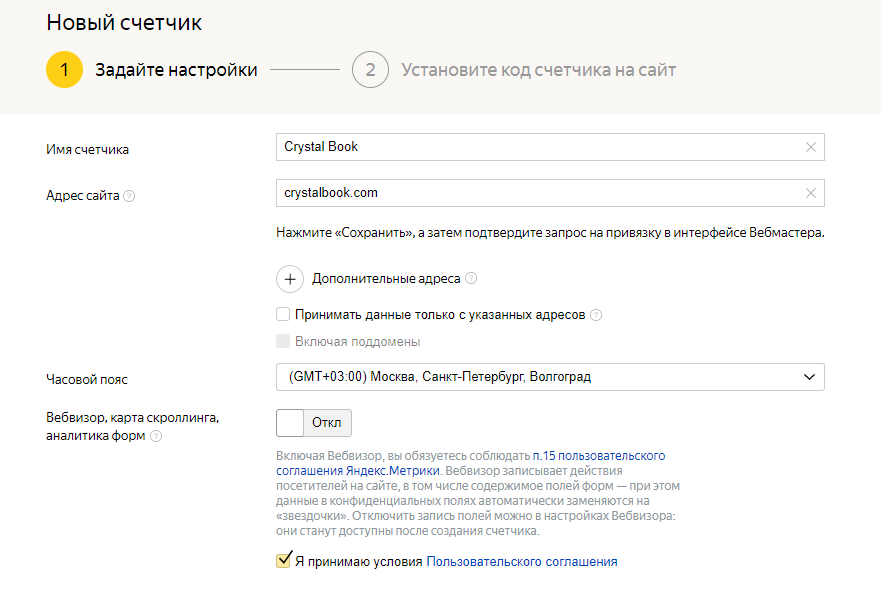 Новый счетчик
1 Задайте настройки 2 Установите код счетчика на сайт
Имя счетчика Crystal Book
Адрес сайта ? crystalbook.com
Нажмите «Сохранить», а затем подтвердите запрос на привязку в интерфейсе Вебмастера.
+ Дополнительные адреса ?
Принимать данные только с указанных адресов ?
Включая поддомены
Часовой пояс (GMT+03:00) Москва, Санкт-Петербург, Волгоград
Вебвизор, карта скроллинга,
аналитика форм ? Откл
Включая Вебвизор, вы обязуетесь соблюдать п.15 пользовательского
соглашения Яндекс.Метрики. Вебвизор записывает действия
посетителей на сайте, в том числе содержимое полей форм — при этом
данные в конфиденциальных полях автоматически заменяются на
«звездочки». Отключить запись полей можно в настройках Вебвизора:
они станут доступны после создания счетчика.
Я принимаю условия Пользовательского соглашения